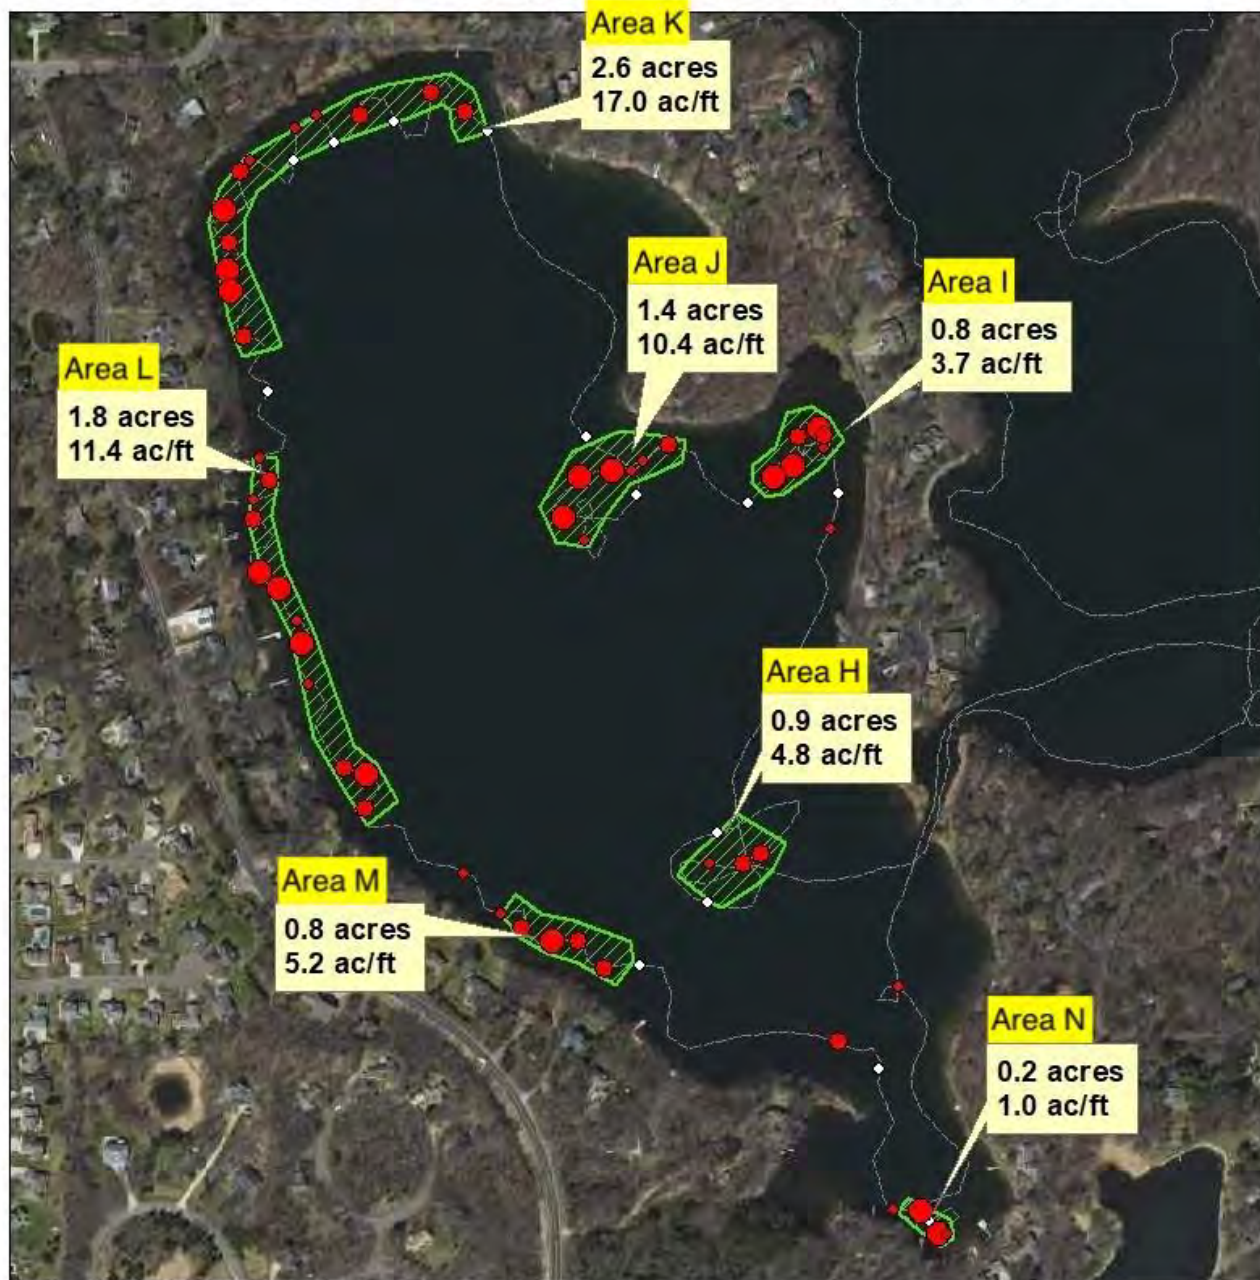 Area K
2.6 acres
17.0 ac/ft
Area J
1.4 acres
10.4 ac/ft
Area I
0.8 acres
3.7 ac/ft
Area L
1.8 acres
11.4 ac/ft
Area H
0.9 acres
4.8 ac/ft
Area M
0.8 acres
5.2 ac/ft
Area N
0.2 acres
1.0 ac/ft